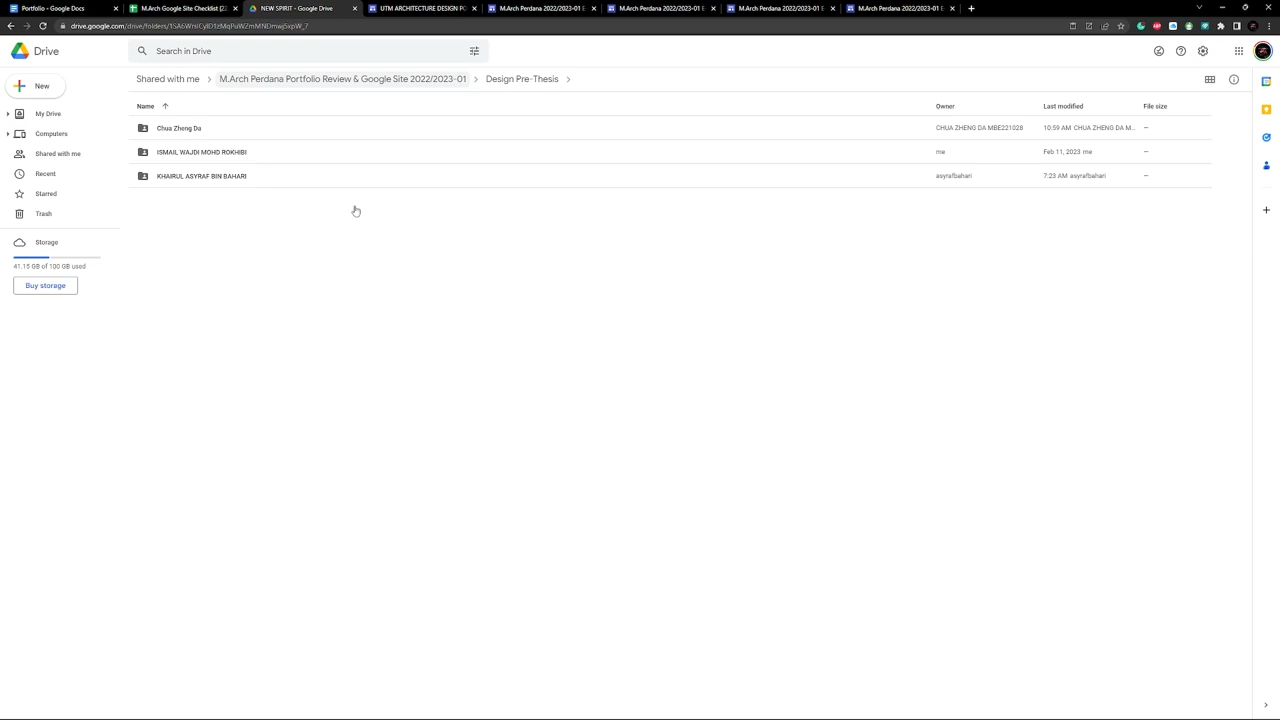 Portfolio - Google Docs
M.Arch Google Site Checklist (2
NEW SPIRIT - Google Drive
UTM ARCHITECTURE DESIGN P
M.Arch Perdana 2022/2023-01
M.Arch Perdana 2022/2023-01
M.Arch Perdana 2022/2023-01
M.Arch Perdana 2022/2023-01
Drive
Search in Drive
New
Shared with me
M.Arch Perdana Portfolio Review & Google Site 2022/2023-01
Design Pre-Thesis
Name
Owner
Last modified
File size
My Drive
Computers
Shared with me
Recent
Starred
Trash
Storage
41.15 GB of 100 GB used
Buy storage
Chua Zheng Da
CHUA ZHENG DA MBE221028
10:59 AM CHUA ZHENG DA M...
—
ISMAIL WAJDI MOHD ROKHIBI
me
Feb 11, 2023 me
—
KHAIRUL ASYRAF BIN BAHARI
asyrafbahari
7:23 AM asyrafbahari
—